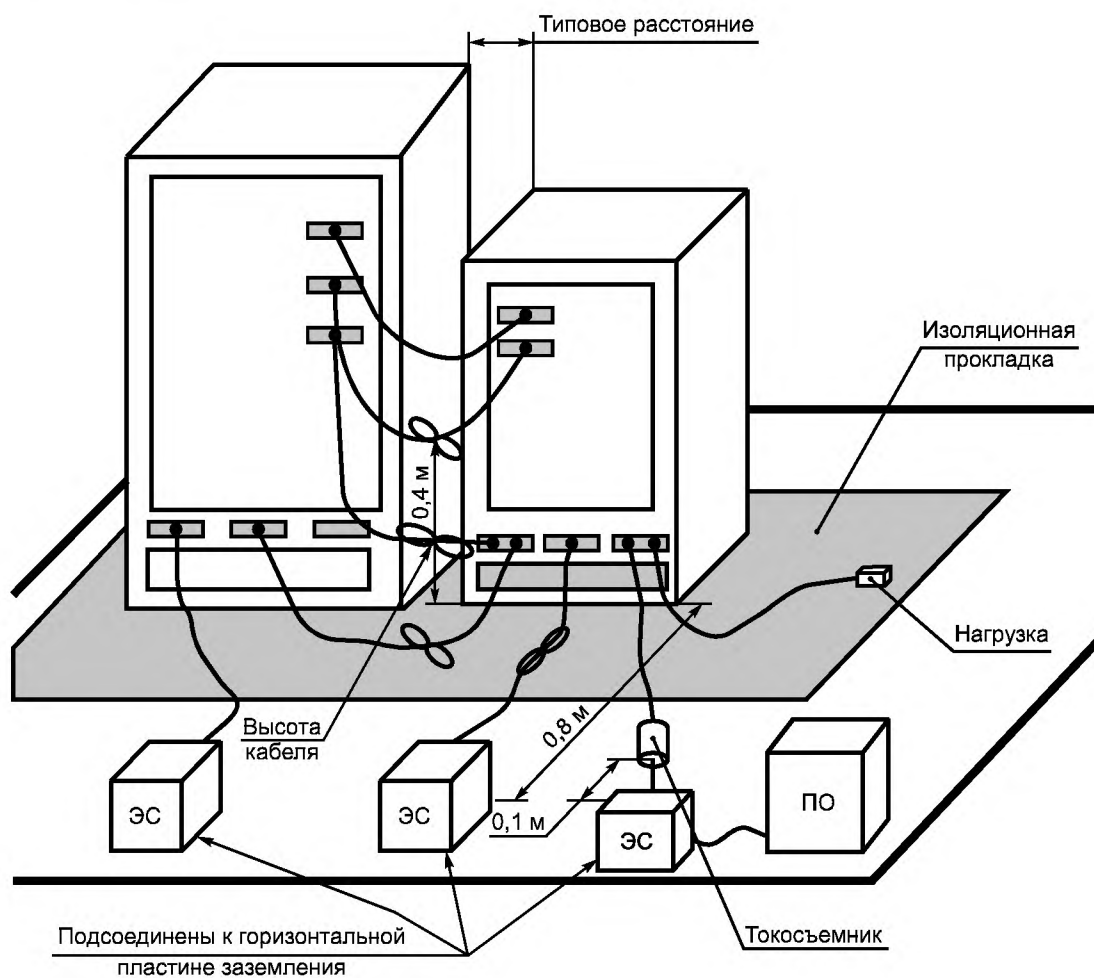 Типовое расстояние
Изоляционная
прокладка
0,4 м
Нагрузка
Высота
кабеля
0,8 м
0,1 м
ЭС
ЭС
ЭС
ПО
Токосъемник
Подсоединены к горизонтальной
пластине заземления